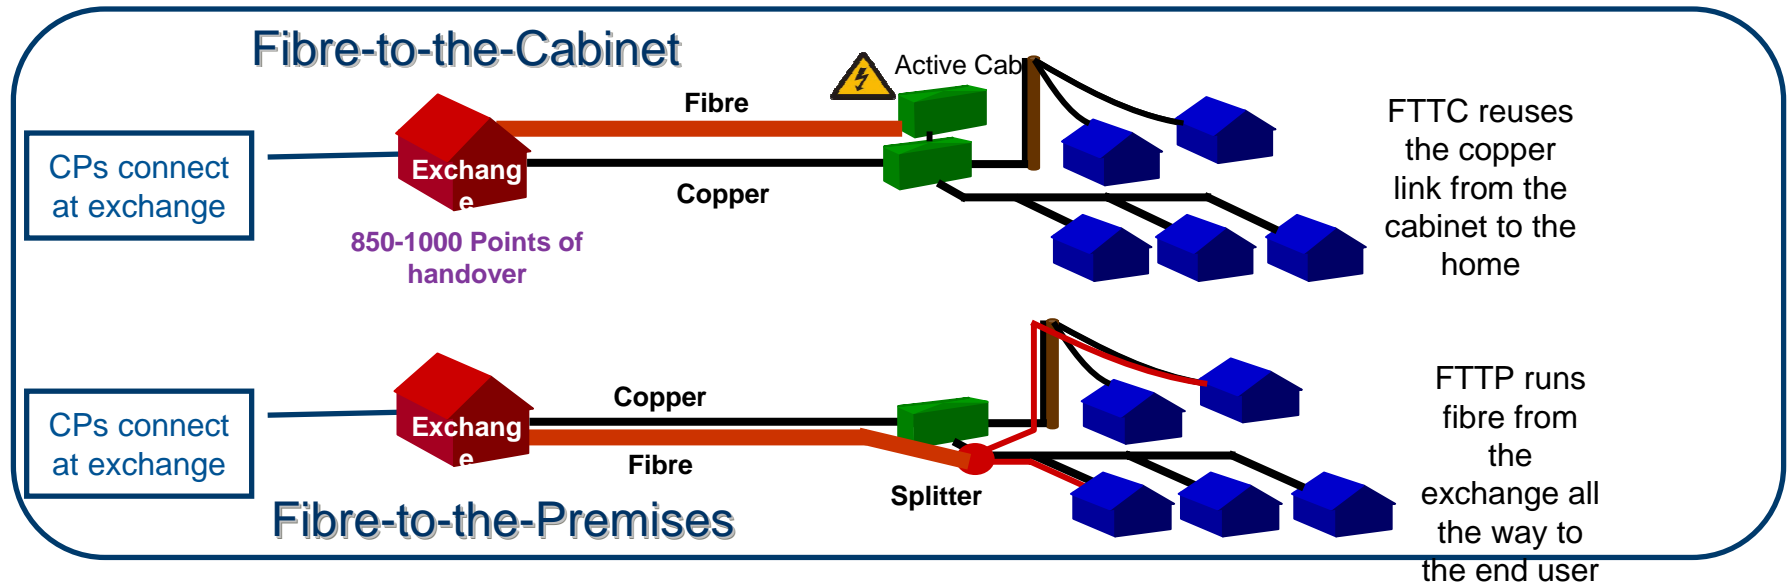 Fibre-to-the-Cabinet
Active Cab
Fibre
CPs connect
at exchange
Exchang
e
Copper
850-1000 Points of
handover
FTTC reuses
the copper
link from the
cabinet to the
home
CPs connect
at exchange
Exchang
e
Copper
Fibre
Splitter
Fibre-to-the-Premises
FTTP runs
fibre from
the
exchange all
the way to
the end user